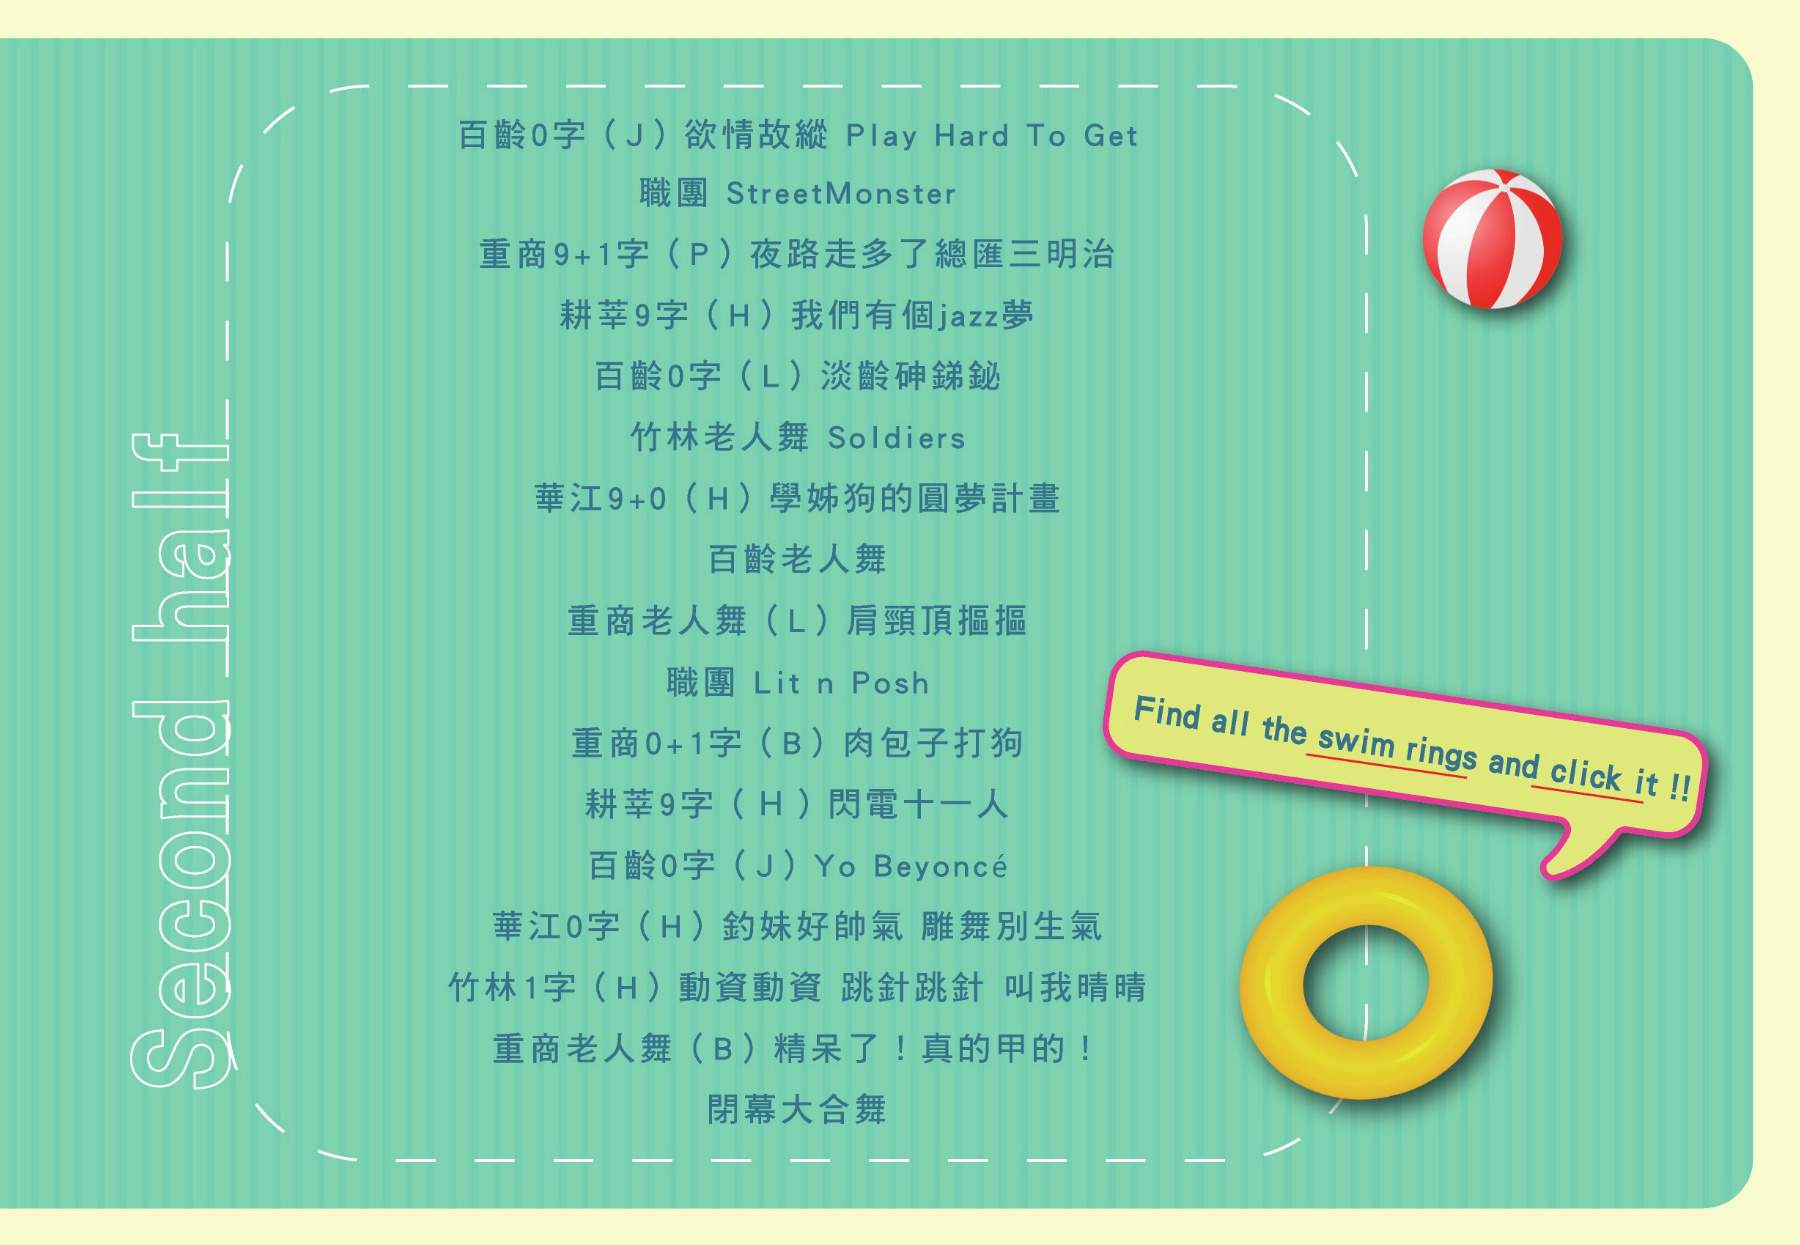 Second half
百齡0字（J）欲情故縱 Play Hard To Get
職團 StreetMonster
重商9+1字（P）夜路走多了總匯三明治
耕莘9字（H）我們有個jazz夢
百齡0字（L）淡齡砷銻鉍
竹林老人舞 Soldiers
華江9+0（H）學姊狗的圓夢計畫
百齡老人舞
重商老人舞（L）肩頸頂摳摳
職團 Lit n Posh
重商0+1字（B）肉包子打狗
耕莘9字（H）閃電十一人
百齡0字（J）Yo Beyoncé
華江0字（H）釣妹好帥氣 雕舞別生氣
竹林1字（H）動資動資 跳針跳針 叫我晴晴
重商老人舞（B）精呆了！真的甲的！
閉幕大合舞
Find all the swim rings and click it !!